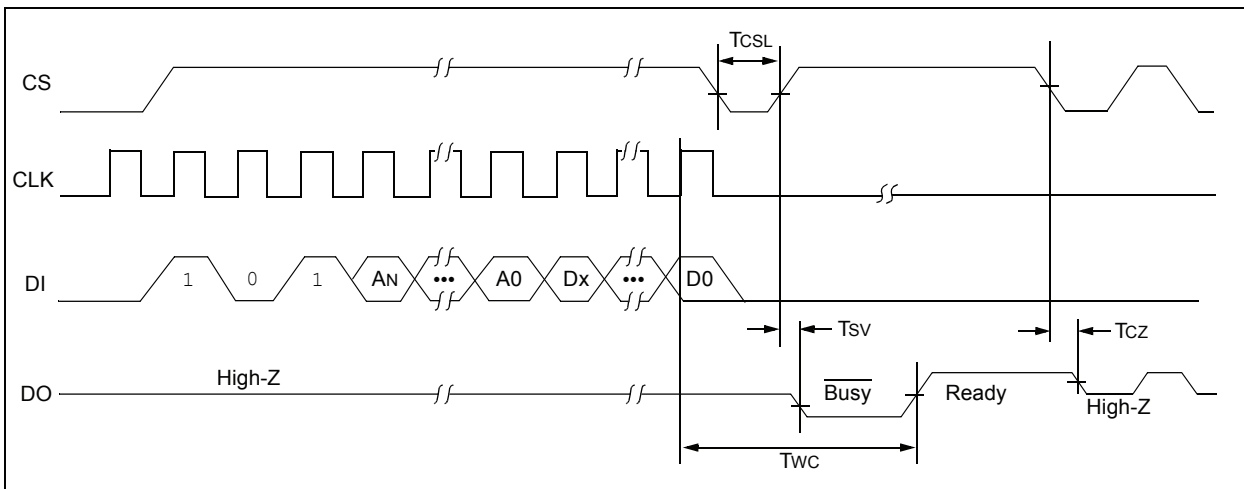 TCSL
CS
CLK
DI
1
0
1
AN
•••
A0
Dx
•••
D0
TSV
TCZ
DO
High-Z
Busy
Ready
High-Z
TWC